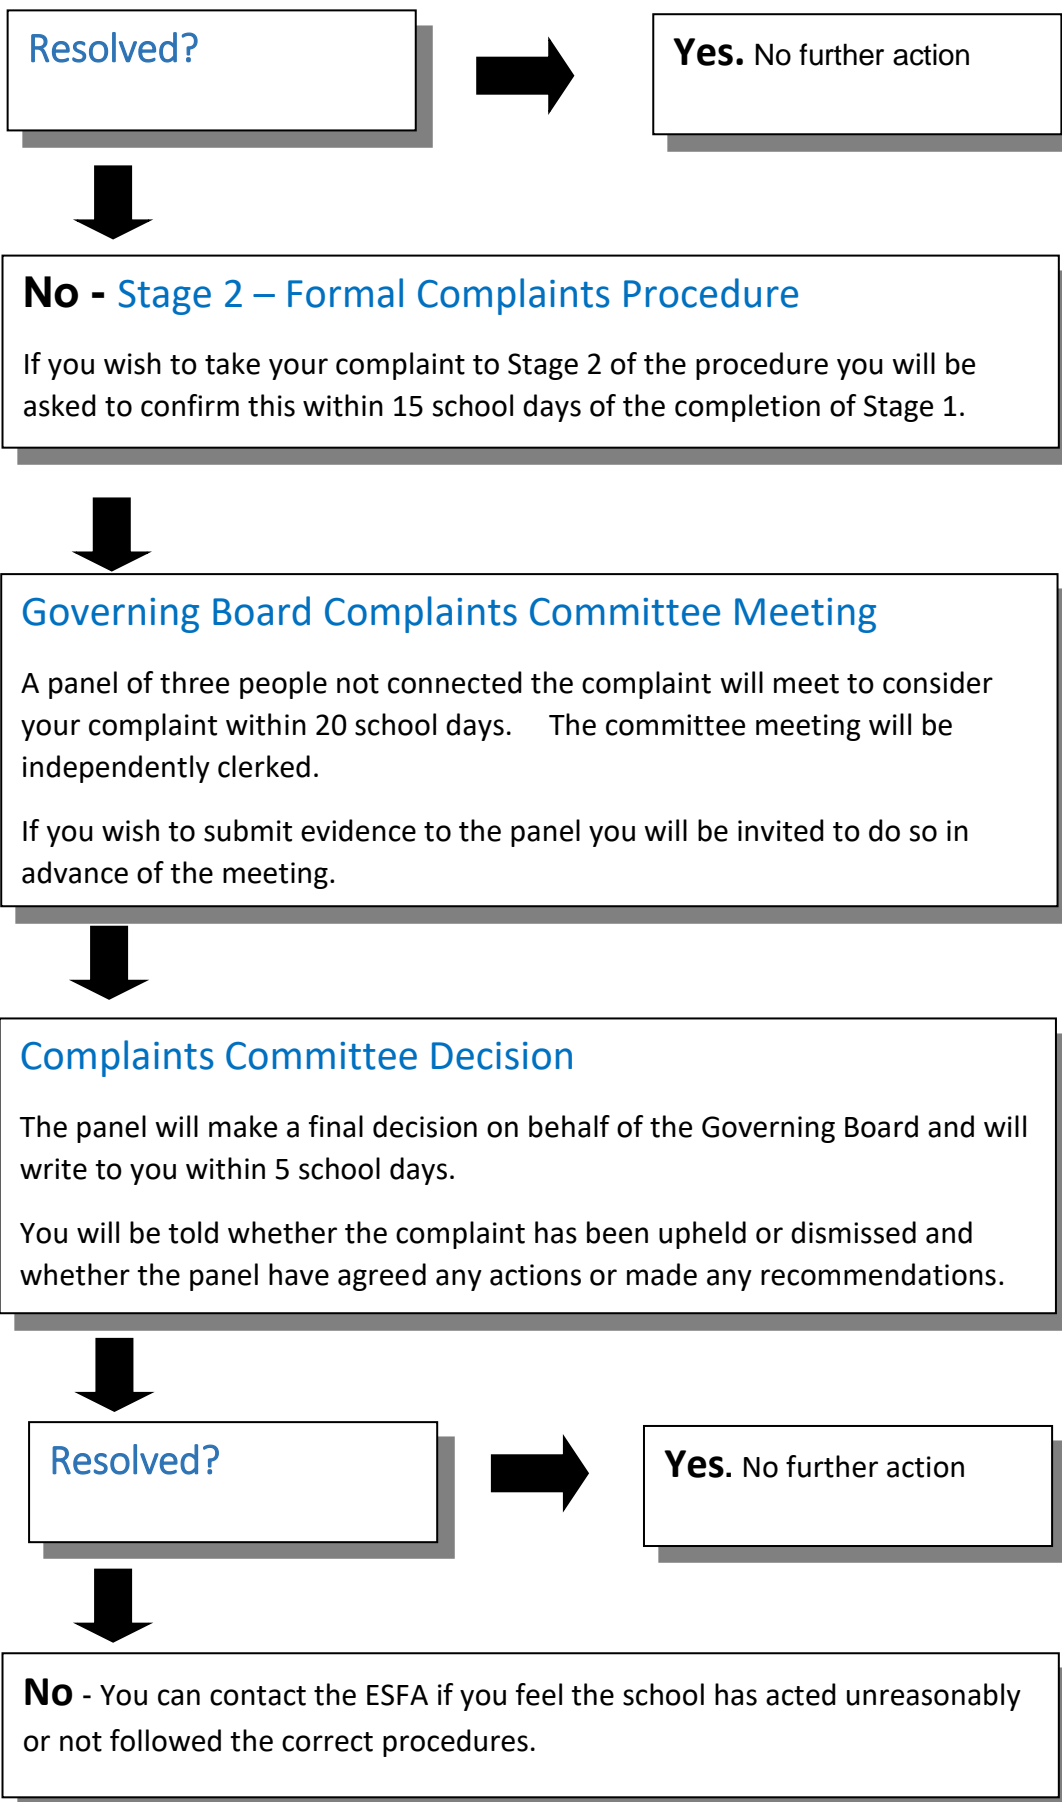 Resolved?
Yes. No further action
No - Stage 2 – Formal Complaints Procedure
If you wish to take your complaint to Stage 2 of the procedure you will be
asked to confirm this within 15 school days of the completion of Stage 1.
Governing Board Complaints Committee Meeting
A panel of three people not connected the complaint will meet to consider
your complaint within 20 school days. The committee meeting will be
independently clerked.
If you wish to submit evidence to the panel you will be invited to do so in
advance of the meeting.
Complaints Committee Decision
The panel will make a final decision on behalf of the Governing Board and will
write to you within 5 school days.
You will be told whether the complaint has been upheld or dismissed and
whether the panel have agreed any actions or made any recommendations.
Resolved?
Yes. No further action
No - You can contact the ESFA if you feel the school has acted unreasonably
or not followed the correct procedures.